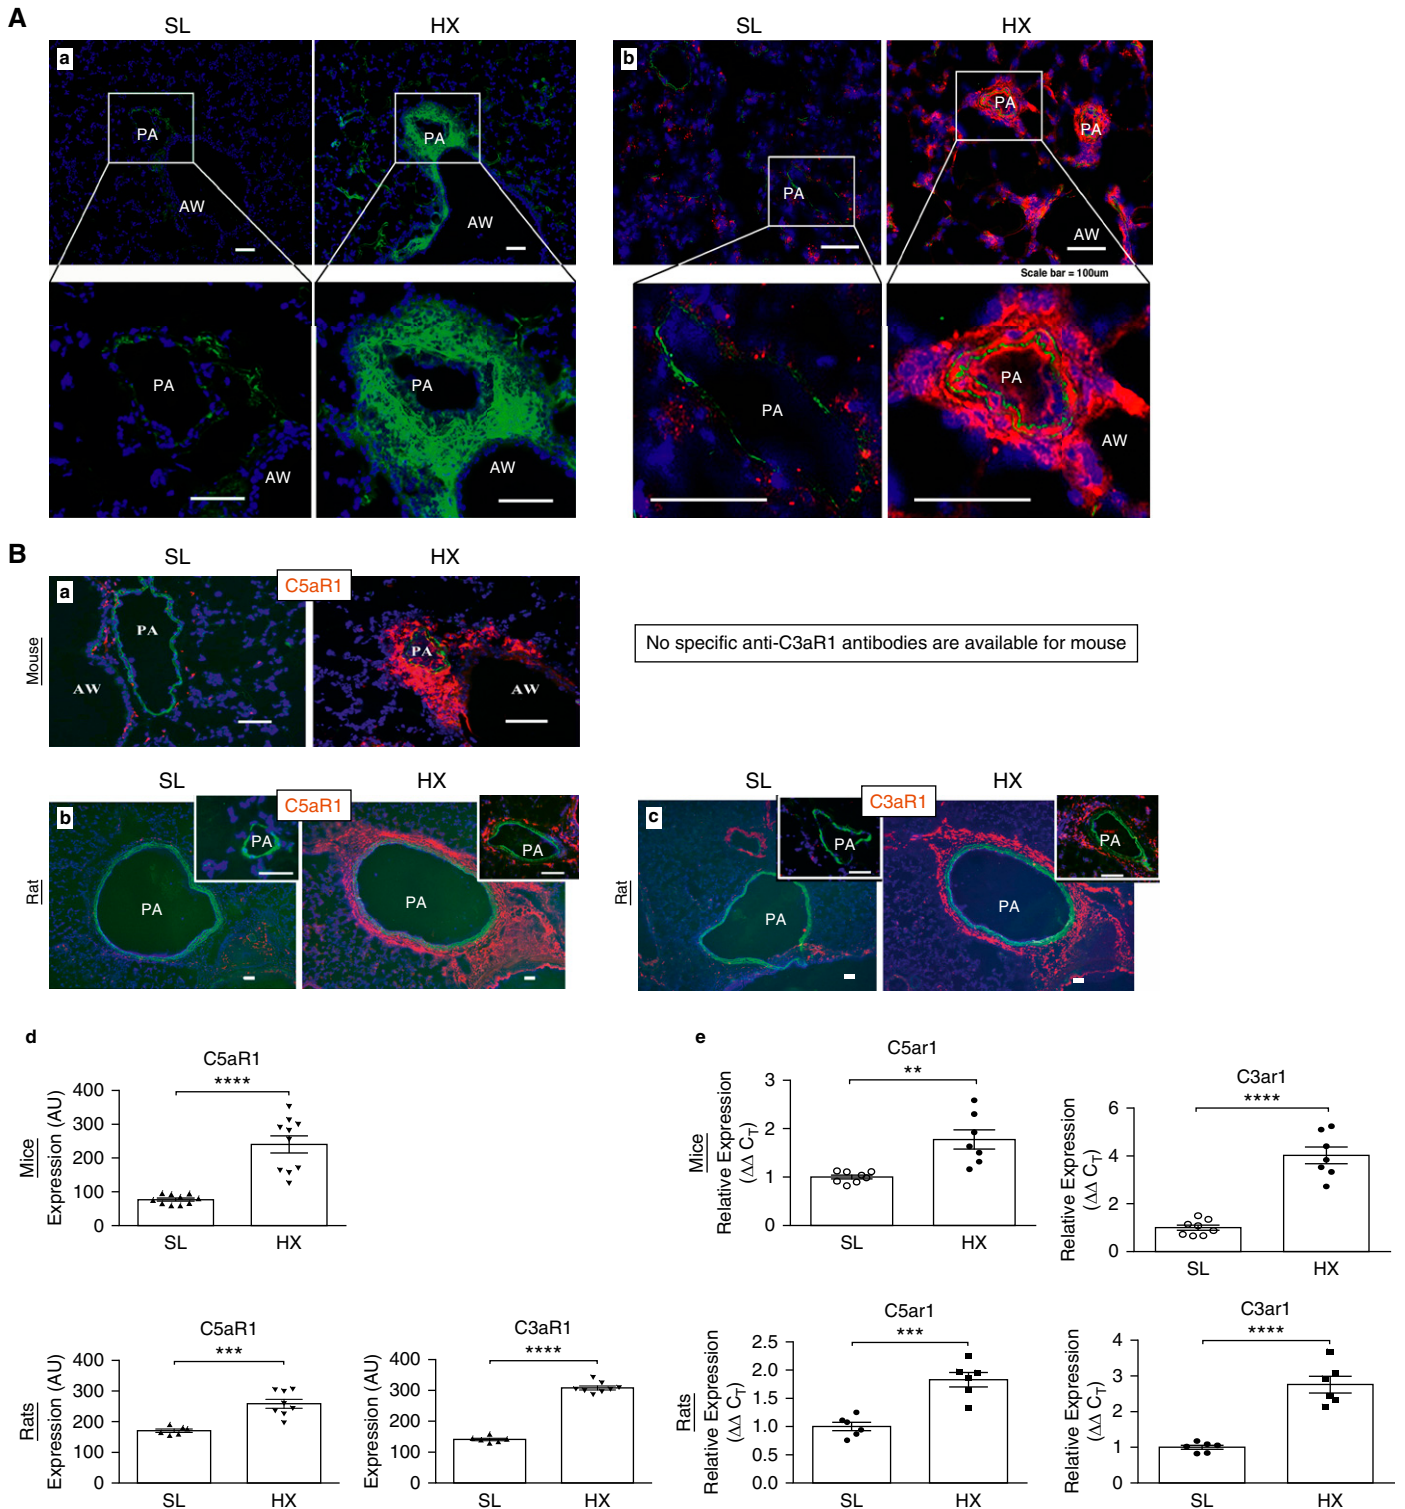 A
SL HX SL HX
a b
PA PA PA PA PA
AW AW AW
Scale bar = 100um
PA PA PA PA
AW AW AW
B
SL HX
a C5aR1
Mouse
PA PA
AW AW
No specific anti-C3aR1 antibodies are available for mouse
SL HX SL HX
b C5aR1 c C3aR1
Rat Rat
PA PA PA PA
PA PA PA PA
d
C5aR1
****
Mice
Expression (AU)
400
300
200
100
0
SL HX
e
C5ar1
**
Mice
Relative Expression
(ΔΔ CT)
3
2
1
0
SL HX
C3ar1
****
Relative Expression
(ΔΔ CT)
6
4
2
0
SL HX
C5aR1
***
Rats
Expression (AU)
400
300
200
100
0
SL HX
C3aR1
****
Expression (AU)
400
300
200
100
0
SL HX
C5ar1
***
Rats
Relative Expression
(ΔΔ CT)
2.5
2.0
1.5
1.0
0.5
0.0
SL HX
C3ar1
****
Relative Expression
(ΔΔ CT)
4
3
2
1
0
SL HX